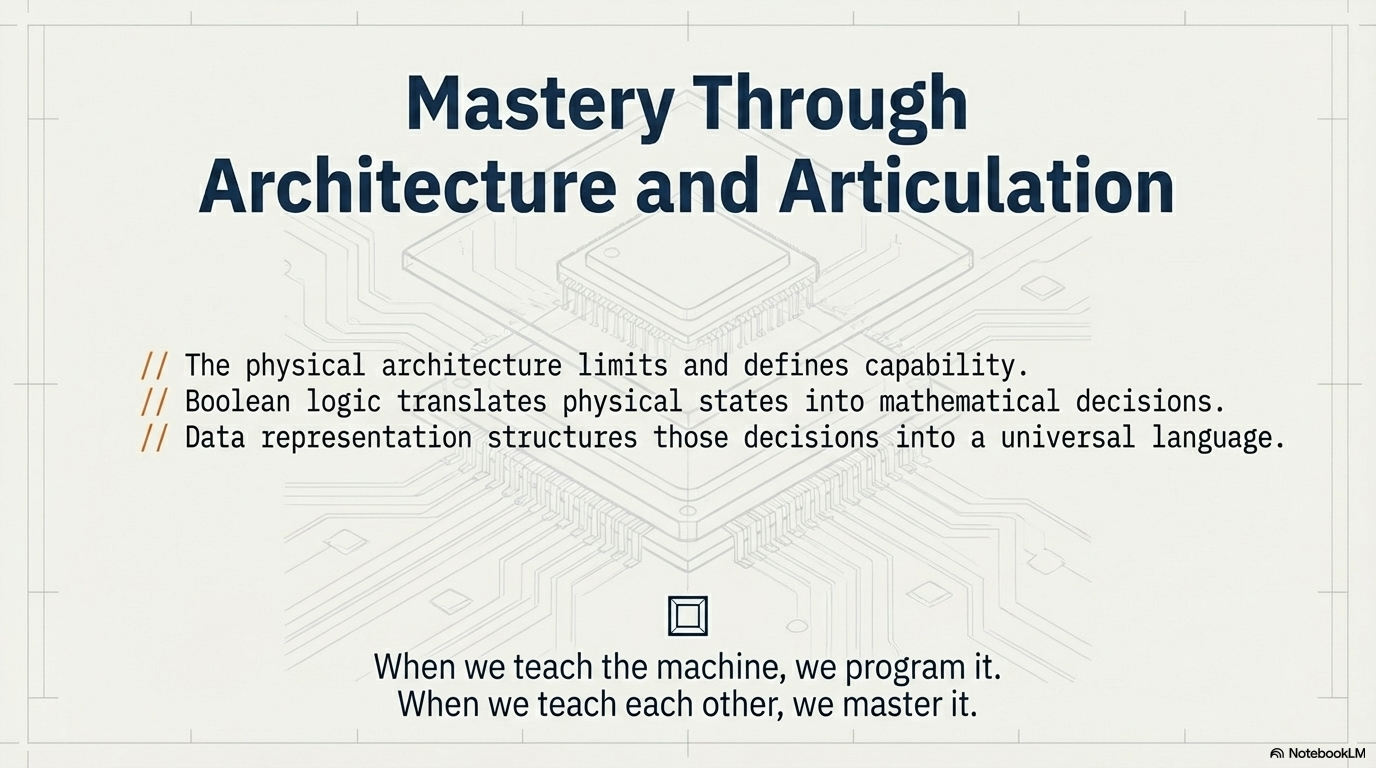 Mastery Through
Architecture and Articulation
// The physical architecture limits and defines capability.
// Boolean logic translates physical states into mathematical decisions.
// Data representation structures those decisions into a universal language.
When we teach the machine, we program it.
When we teach each other, we master it.
NotebookLM